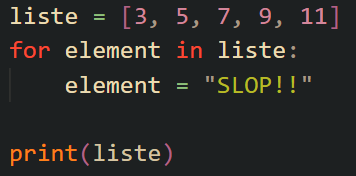 liste = [3, 5, 7, 9, 11]
for element in liste:
    element = "SLOP!!"
print(liste)